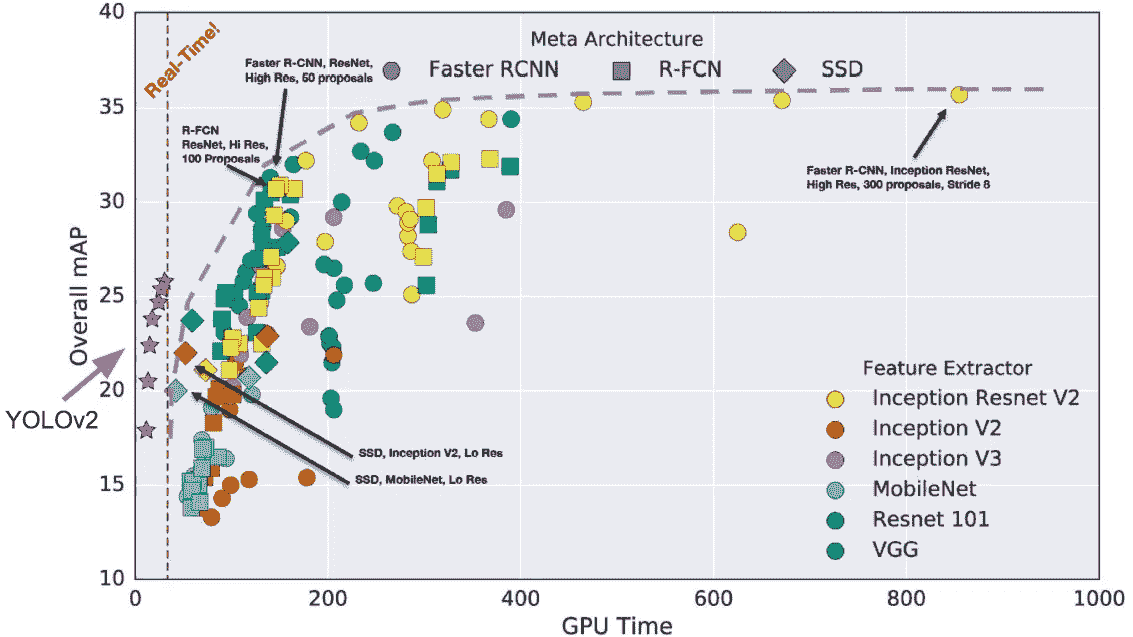 40
35
30
25
20
15
10
0
200
400
600
800
1000
Overall mAP
GPU Time
Real-Time!
YOLOv2
Meta Architecture
Faster RCNN
R-FCN
SSD
Faster R-CNN, ResNet,
High Res, 50 proposals
R-FCN
ResNet, Hi Res,
100 Proposals
Faster R-CNN, Inception ResNet,
High Res, 300 proposals, Stride 8
SSD, Inception V2, Lo Res
SSD, MobileNet, Lo Res
Feature Extractor
Inception Resnet V2
Inception V2
Inception V3
MobileNet
Resnet 101
VGG